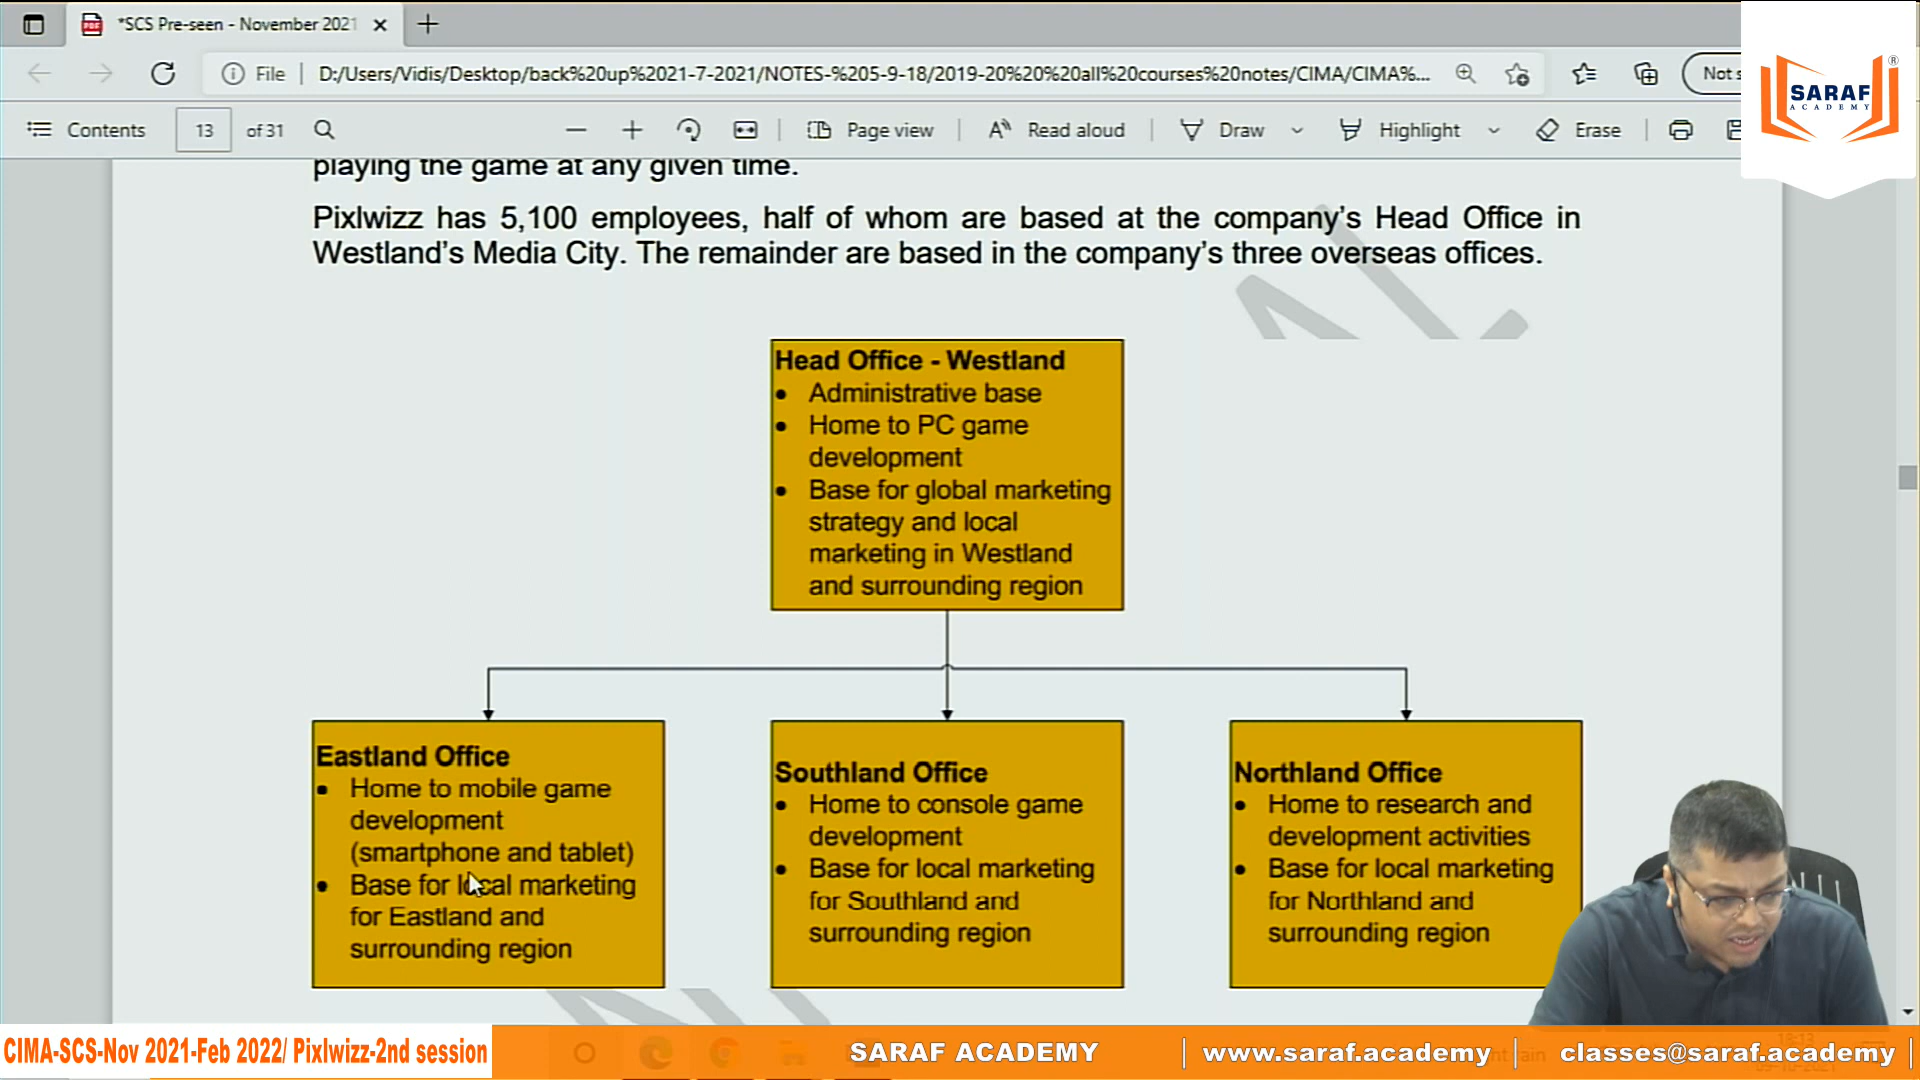 *SCS Pre-seen - November 2021
File
D:/Users/Vidis/Desktop/back%20up%2021-7-2021/NOTES-%205-9-18/2019-20%20%20all%20courses%20notes/CIMA/CIMA%...
Not s
SARAF
ACADEMY
®
Contents
13
of 31
Page view
Read aloud
Draw
Highlight
Erase
playing the game at any given time.
Pixlwizz has 5,100 employees, half of whom are based at the company's Head Office in
Westland's Media City. The remainder are based in the company's three overseas offices.
Head Office - Westland
• Administrative base
• Home to PC game
development
• Base for global marketing
strategy and local
marketing in Westland
and surrounding region
Eastland Office
• Home to mobile game
development
(smartphone and tablet)
• Base for local marketing
for Eastland and
surrounding region
Southland Office
• Home to console game
development
• Base for local marketing
for Southland and
surrounding region
Northland Office
• Home to research and
development activities
• Base for local marketing
for Northland and
surrounding region
CIMA-SCS-Nov 2021-Feb 2022/ Pixlwizz-2nd session
SARAF ACADEMY | www.saraf.academy | classes@saraf.academy |